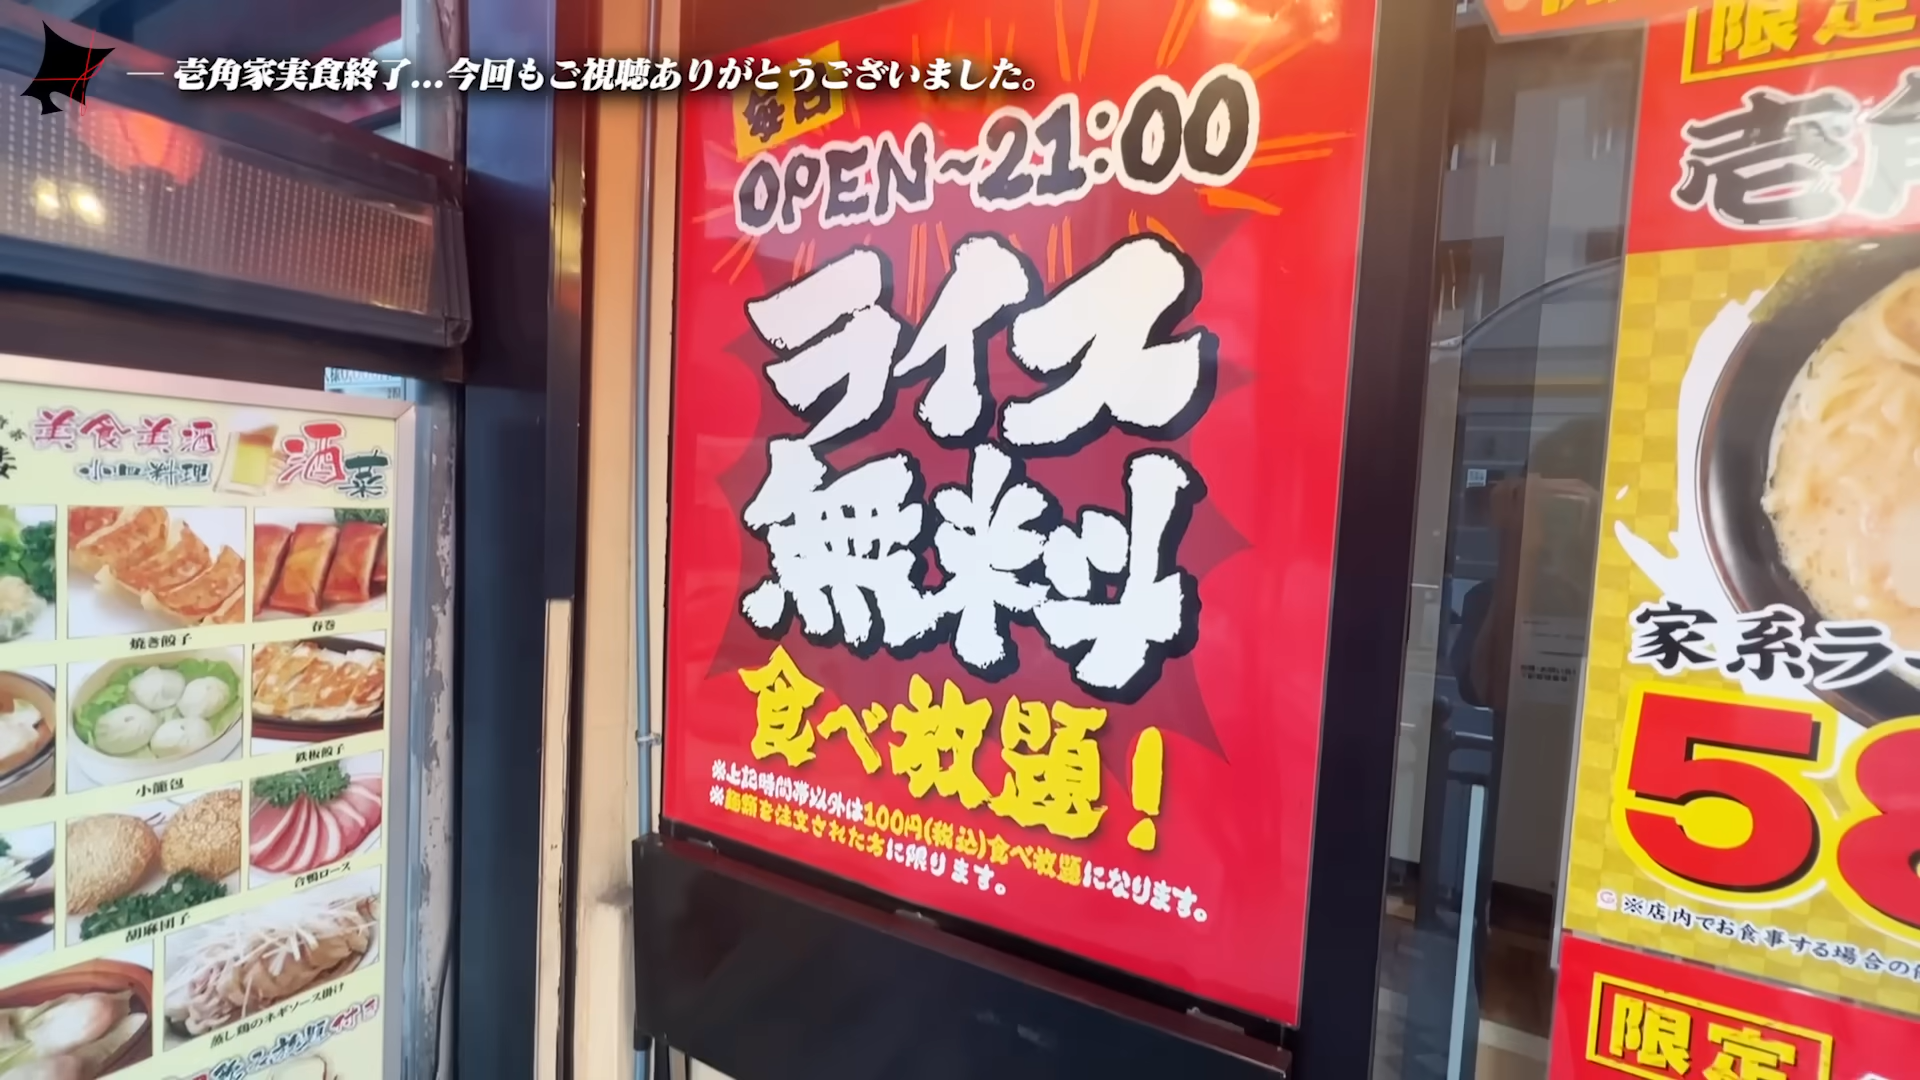 壱角家実食終了...今回もご視聴ありがとうございました。
毎日
OPEN~21:00
ライス
無料
食べ放題!
※上記時間帯以外は100円(税込)食べ放題になります。
※麺類を注文された方に限ります。
酒菜
焼き餃子
春巻
小籠包
鉄板餃子
胡麻団子
合鴨ロース
蒸し鶏のネギソース掛け
限定
壱角
家系ラー
58
※店内でお食事する場合の価
限定